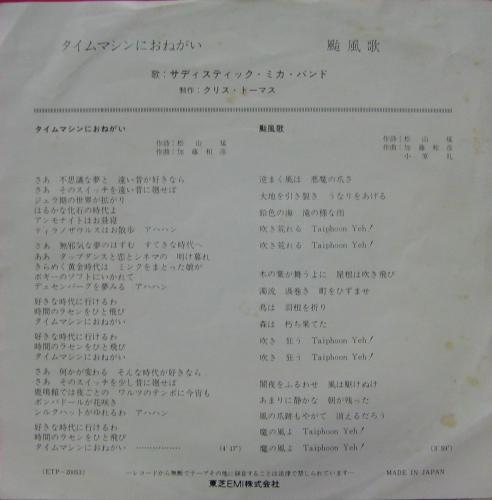 タイムマシンにおねがい
颱風歌
歌：サディスティック・ミカ・バンド
制作：クリス・トーマス
タイムマシンにおねがい
作詩：松山猛
作曲：加藤和彦
さあ 不思議な夢と 遠い昔が好きなら
さあ そのスイッチを遠い昔に廻せば
ジュラ期の世界が拡がり
はるかな化石の時代よ
アンモナイトはお昼寝
ティラノザウルスはお散歩 アハハン
さあ 無邪気な夢のはずむ すてきな時代へ
ああ タップダンスと恋とシネマの 明け暮れ
きらめく黄金時代は ミンクをまとった娘が
ボギーのソフトにいかれて
デュセンバーグを夢みる アハハン
好きな時代に行けるわ
時間のラセンをひと飛び
タイムマシンにおねがい
好きな時代に行けるわ
時間のラセンをひと飛び
タイムマシンにおねがい
さあ 何かが変わる そんな時代が好きなら
さあ そのスイッチを少し昔に廻せば
鹿鳴館では夜ごとの ワルツのテンポに今宵も
ポンパドールが花咲き
シルクハットがゆれるわ アハハン
好きな時代に行けるわ
時間のラセンをひと飛び
タイムマシンにおねがい ……………(4'17")
颱風歌
作詩：松山猛
作曲：加藤和彦
小原礼
逆まく風は 悪魔の爪さ
大地を引き裂き うなりをあげる
鉛色の海 滝の様な雨
吹き荒れる Taiphoon Yeh!
吹き荒れる Taiphoon Yeh!
木の葉が舞うよに 屋根は吹き飛び
濁流 渦巻き 町をひずませ
鳥は 羽根を折り
森は 朽ち果てた
吹き 狂う Taiphoon Yeh!
吹き 狂う Taiphoon Yeh!
闇夜をふるわせ 風は駆けぬけ
あまりに静かな 朝が残った
風の爪跡もやがて 消えるだろう
魔の風よ Taiphoon Yeh!
魔の風よ Taiphoon Yeh! (3'59")
(ETP-20053) ―レコードから無断でテープその他に録音することは法律で禁じられています― MADE IN JAPAN
東芝EMI株式会社